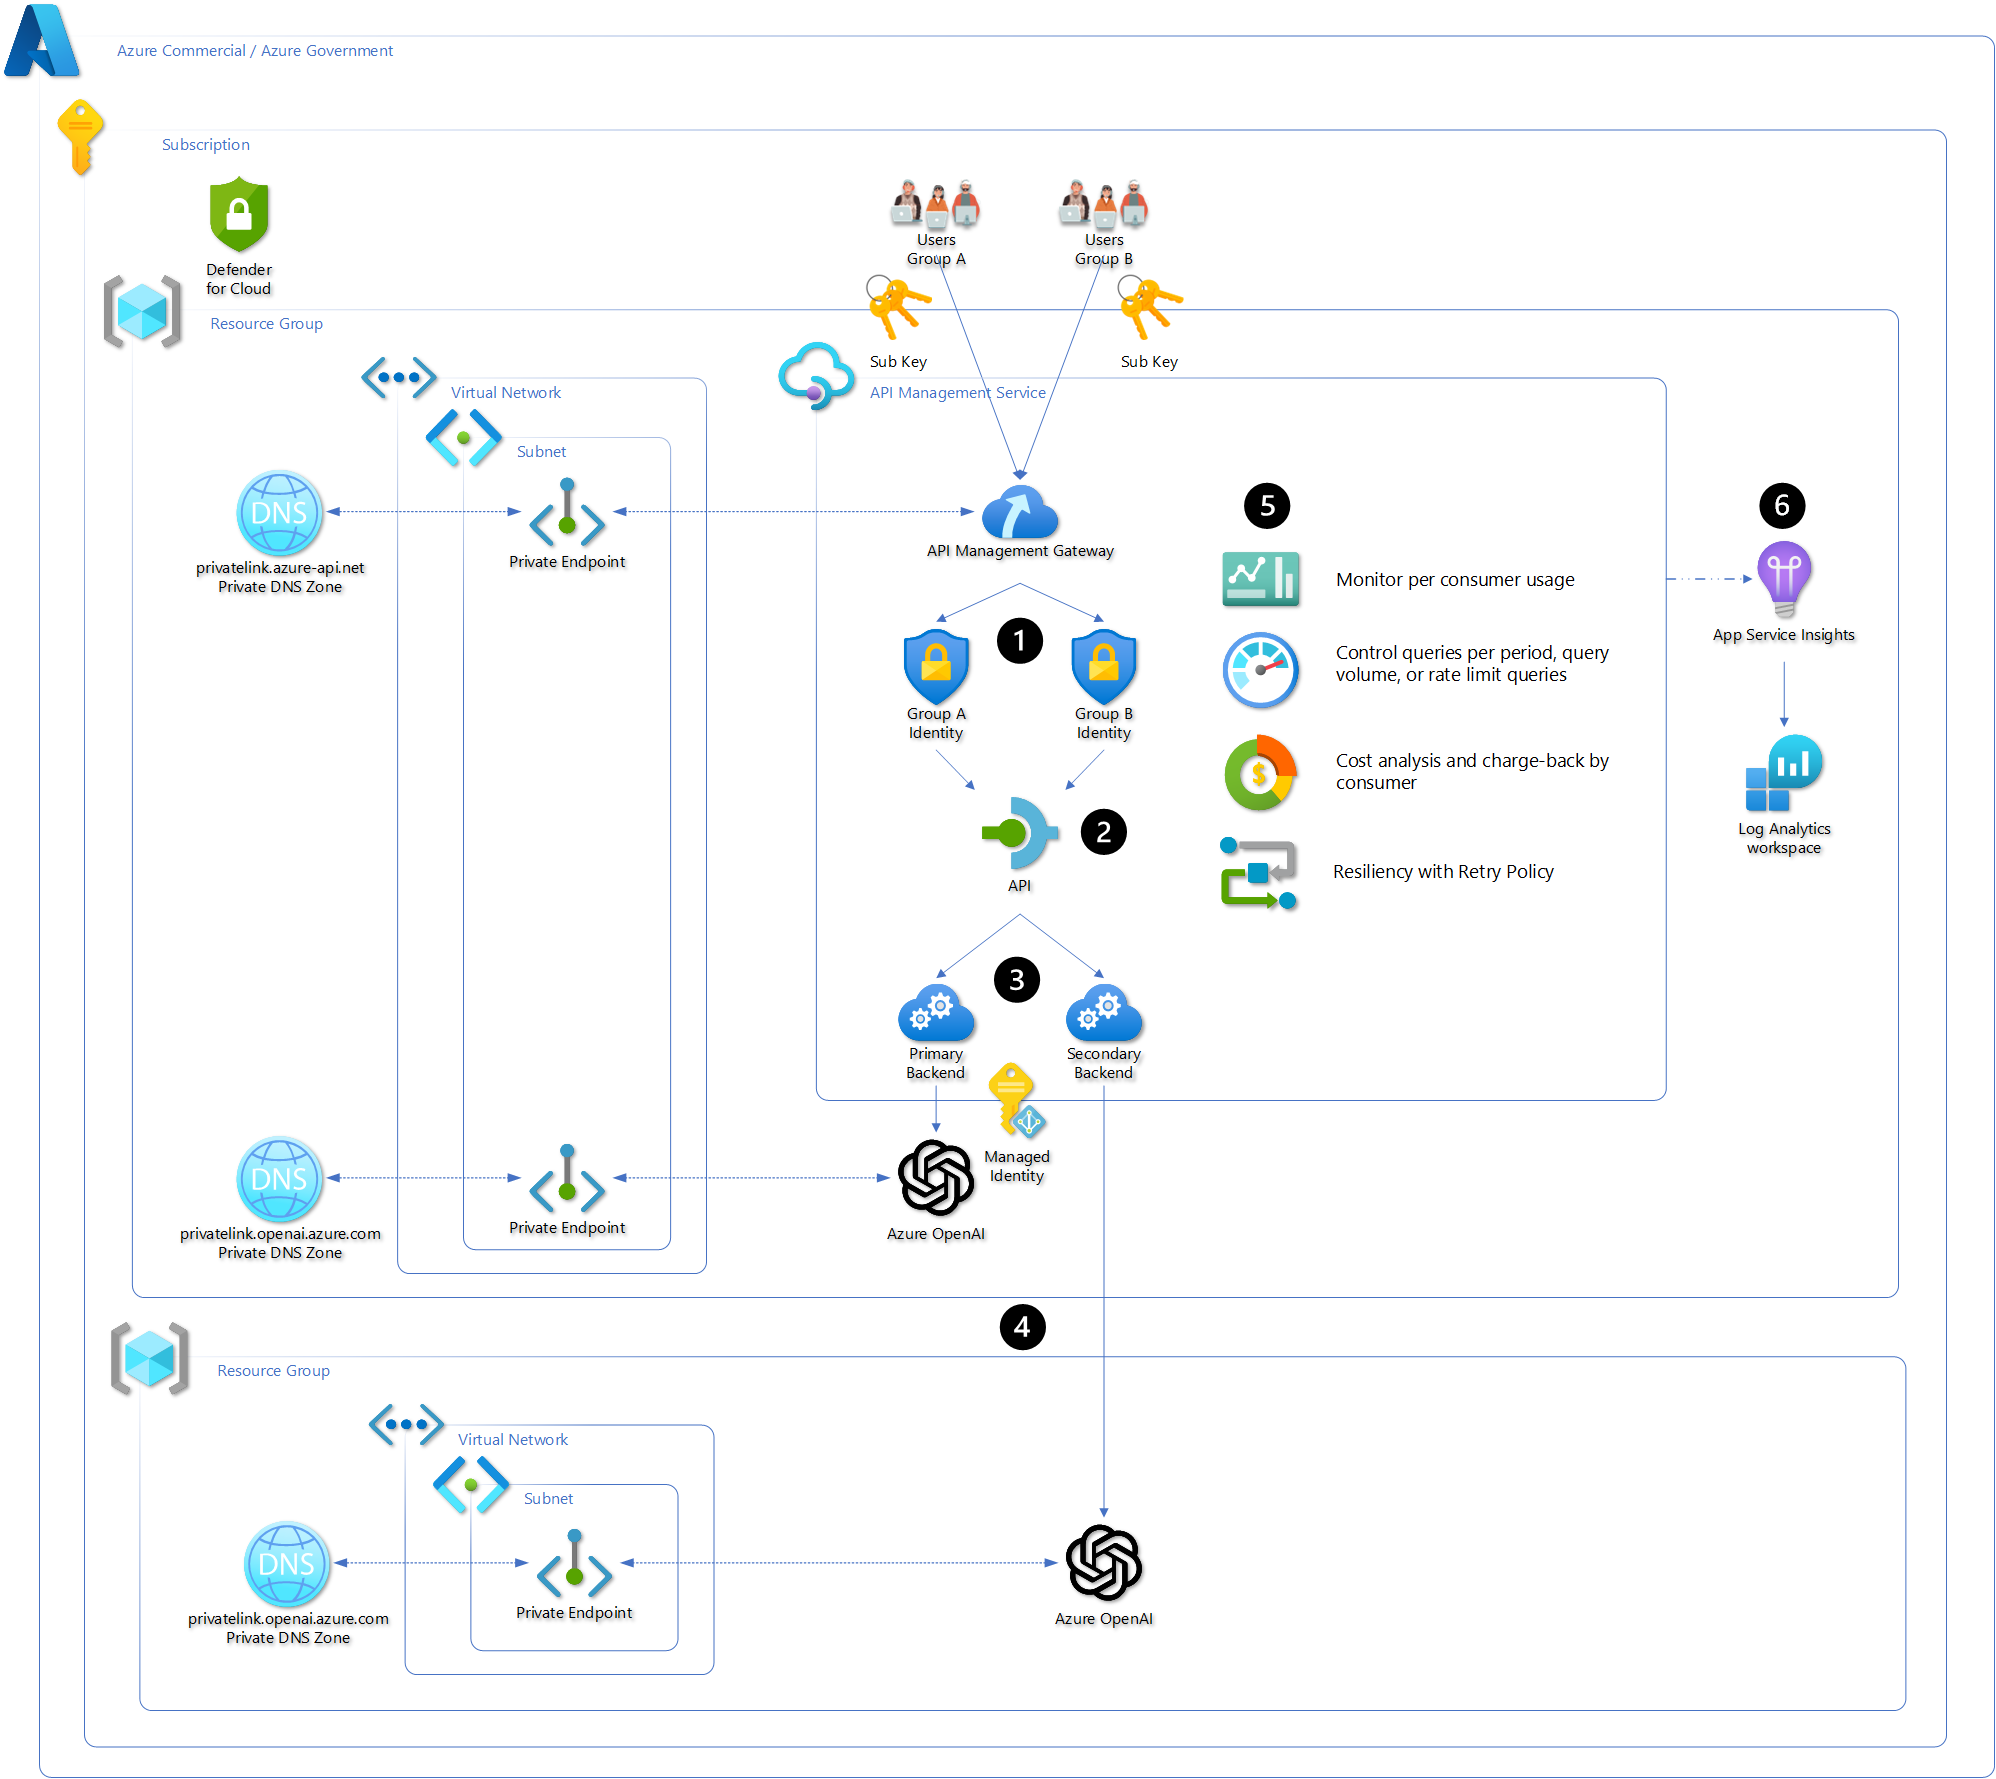 Azure Commercial / Azure Government
Subscription
Defender
for Cloud
Users
Group A
Users
Group B
Resource Group
Sub Key
Sub Key
Virtual Network
API Management Service
Subnet
DNS
privatelink.azure-api.net
Private DNS Zone
Private Endpoint
API Management Gateway
5
6
Monitor per consumer usage
App Service Insights
1
Group A
Identity
Group B
Identity
Control queries per period, query
volume, or rate limit queries
Cost analysis and charge-back by
consumer
2
API
Log Analytics
workspace
Resiliency with Retry Policy
3
Primary
Backend
Secondary
Backend
Managed
Identity
DNS
privatelink.openai.azure.com
Private DNS Zone
Private Endpoint
Azure OpenAI
4
Resource Group
Virtual Network
Subnet
DNS
privatelink.openai.azure.com
Private DNS Zone
Private Endpoint
Azure OpenAI